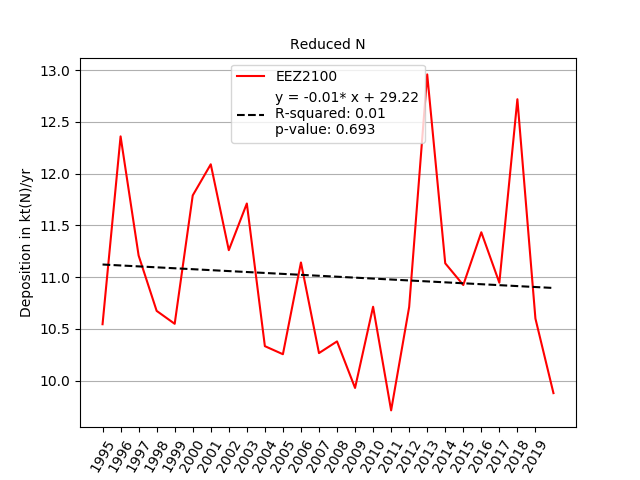 Reduced N
EEZ2100
y = -0.01* x + 29.22
R-squared: 0.01
p-value: 0.693
Deposition in kt(N)/yr
13.0
12.5
12.0
11.5
11.0
10.5
10.0
1995 1996 1997 1998 1999 2000 2001 2002 2003 2004 2005 2006 2007 2008 2009 2010 2011 2012 2013 2014 2015 2016 2017 2018 2019